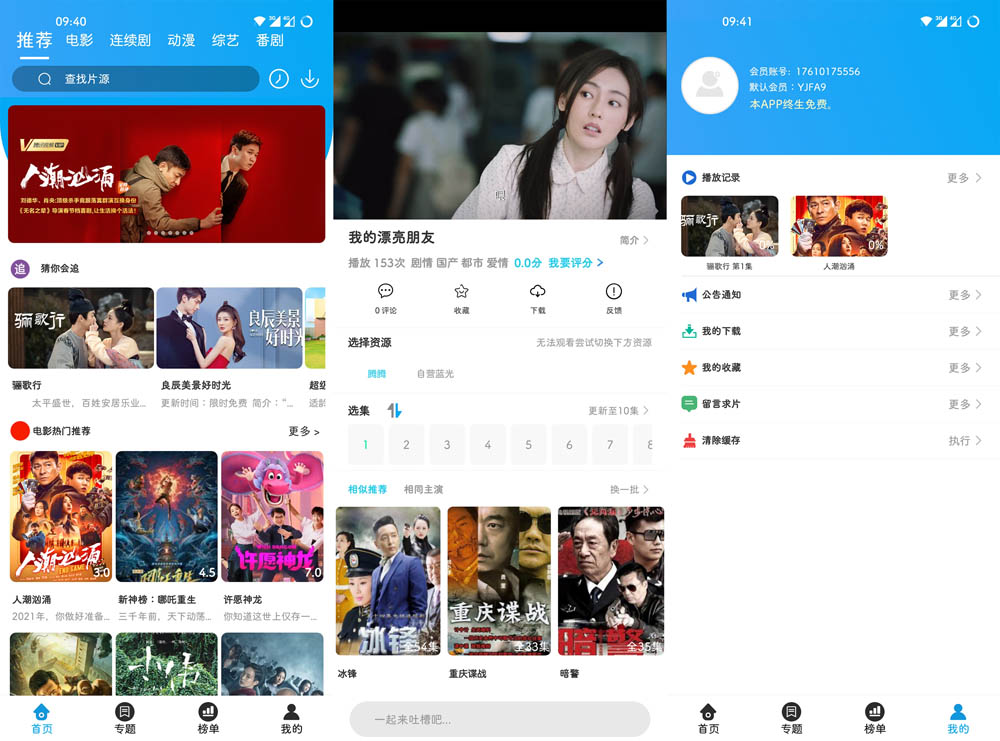 09:40
3G 4G
推荐 电影 连续剧 动漫 综艺 番剧
查找片源
腾讯视频VIP
人潮汹涌
刘德华、肖央:顶级杀手竟跟落魄群演互换身份
《无名之辈》导演春节档喜剧,让生活换个活法!
追 猜你会追
骊歌行
良辰美景好时光
骊歌行
良辰美景好时光
超级
太平盛世,百姓安居乐业...
更新时间:限时免费 简介:“...
适龄
电影热门推荐
更多 >
人潮汹涌
3.0
4.5
许愿神龙
7.0
人潮汹涌
新神榜:哪吒重生
许愿神龙
2021年,你做好准备...
三千年前,天下动荡...
你知道这世上仅存一...
首页
专题
榜单
我的
我的漂亮朋友
简介
播放 153次 剧情 国产 都市 爱情 0.0分 我要评分 >
0 评论
收藏
下载
反馈
选择资源
无法观看尝试切换下方资源
腾腾
自营蓝光
选集
更新至10集
1 2 3 4 5 6 7 8
相似推荐
相同主演
换一批
冰锋
全34集
重庆谍战
全33集
暗警
全35集
冰锋
重庆谍战
暗警
一起来吐槽吧...
09:41
3G 4G
会员账号: 17610175556
默认会员:YJFA9
本APP终生免费。
播放记录
更多
骊歌行
0%
0%
骊歌行 第1集
人潮汹涌
公告通知
更多
我的下载
更多
我的收藏
更多
留言求片
更多
清除缓存
执行
首页
专题
榜单
我的